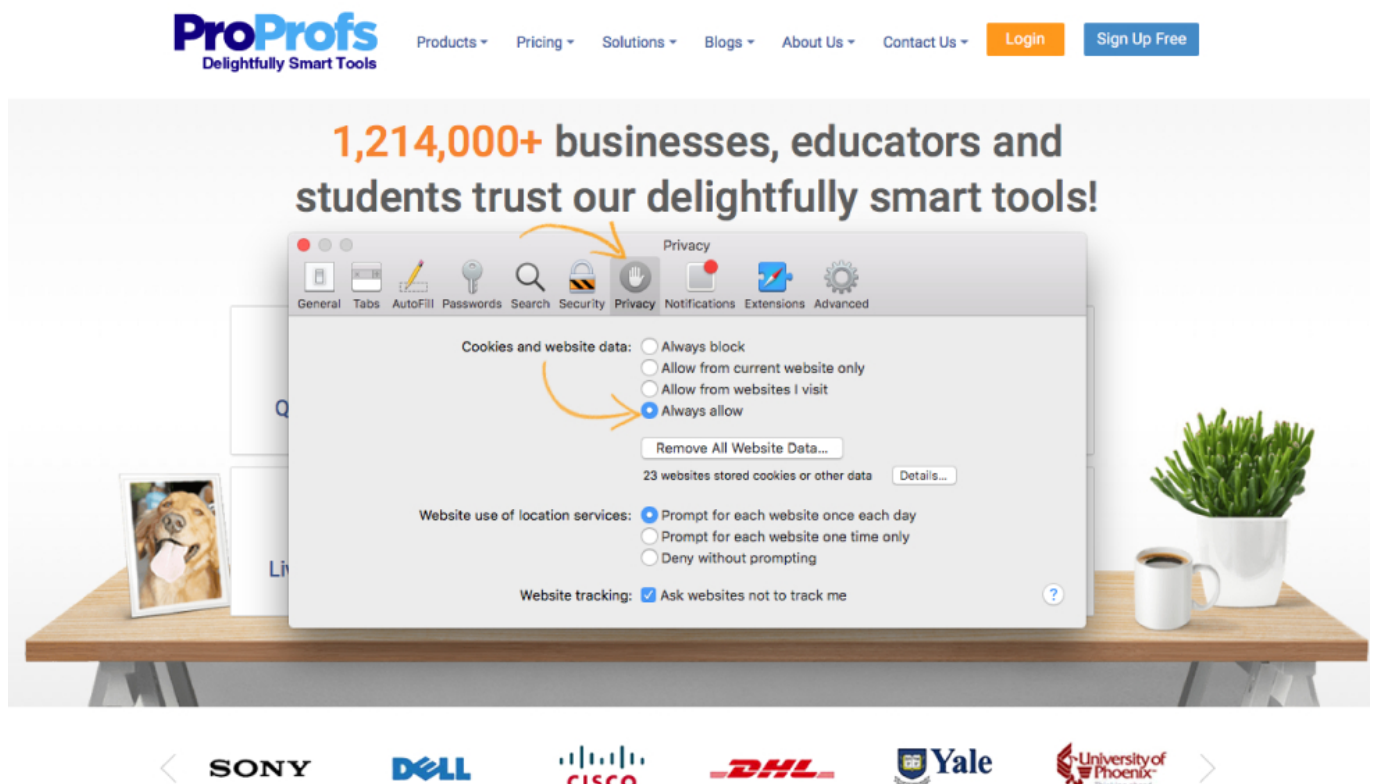 ProProfs
Delightfully Smart Tools
Products
Pricing
Solutions
Blogs
About Us
Contact Us
Login
Sign Up Free
1,214,000+ businesses, educators and
students trust our delightfully smart tools!
Privacy
General Tabs AutoFill Passwords Search Security Privacy Notifications Extensions Advanced
Cookies and website data: Always block
Allow from current website only
Allow from websites I visit
Always allow
Q
Remove All Website Data...
23 websites stored cookies or other data Details...
Website use of location services: Prompt for each website once each day
Prompt for each website one time only
Deny without prompting
Website tracking: Ask websites not to track me ?
SONY
DELL
CISCO
DHL
Yale
University of
Phoenix